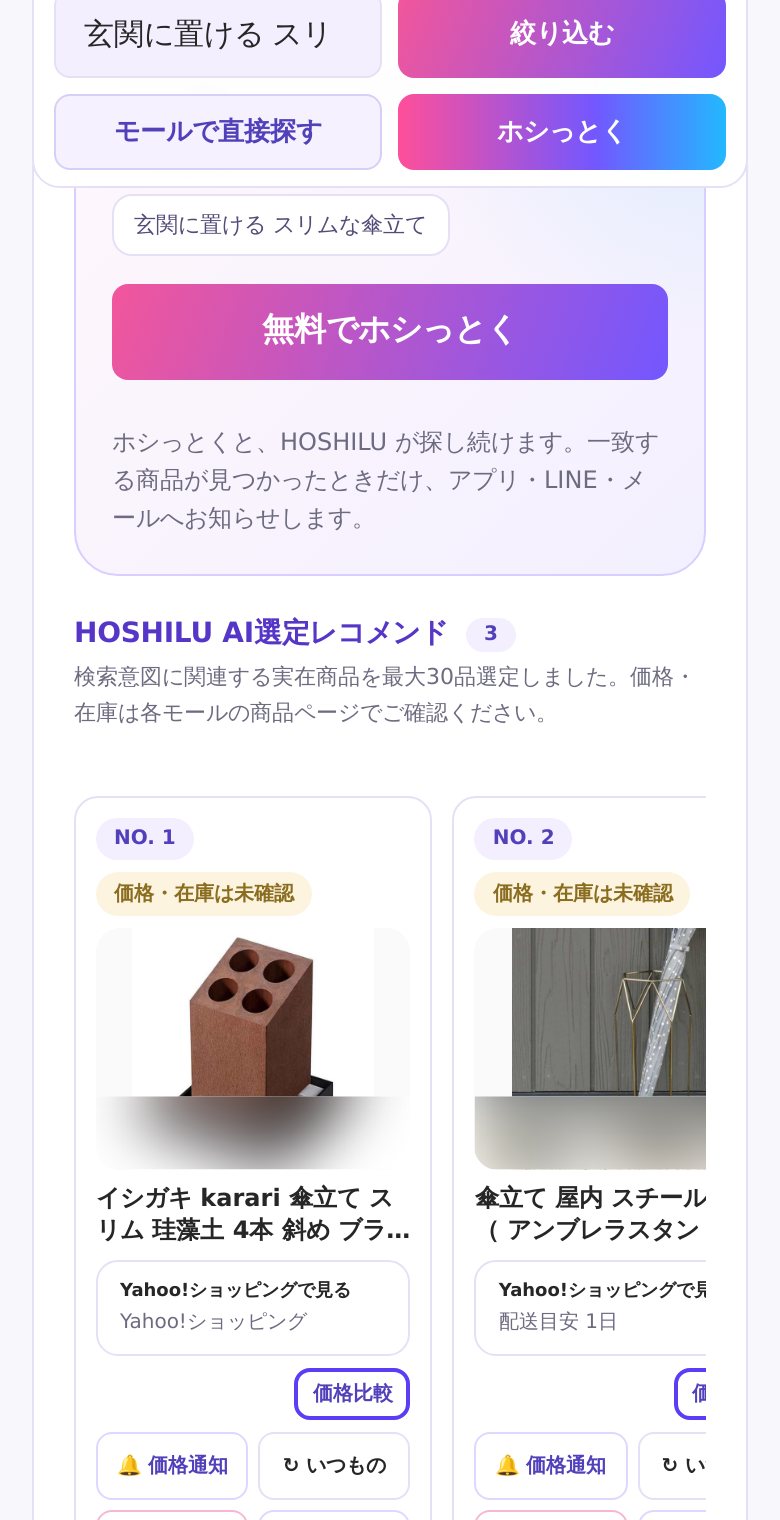 玄関に置ける スリ
絞り込む
モールで直接探す
ホシっとく
玄関に置ける スリムな傘立て
無料でホシっとく
ホシっとくと、HOSHILU が探し続けます。一致す
る商品が見つかったときだけ、アプリ・LINE・メ
ールへお知らせします。
HOSHILU AI選定レコメンド 3
検索意図に関連する実在商品を最大30品選定しました。価格・
在庫は各モールの商品ページでご確認ください。
NO. 1
価格・在庫は未確認
イシガキ karari 傘立て ス
リム 珪藻土 4本 斜め ブラ…
Yahoo!ショッピングで見る
Yahoo!ショッピング
価格比較
🔔 価格通知
↻ いつもの
NO. 2
価格・在庫は未確認
傘立て 屋内 スチール
（ アンブレラスタン
Yahoo!ショッピングで見
配送目安 1日
価
🔔 価格通知
↻ い